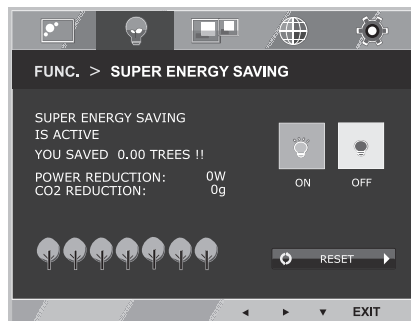 FUNC. > SUPER ENERGY SAVING
SUPER ENERGY SAVING
IS ACTIVE
YOU SAVED 0.00 TREES !!
POWER REDUCTION: 0W
CO2 REDUCTION: 0g
ON OFF
RESET
EXIT